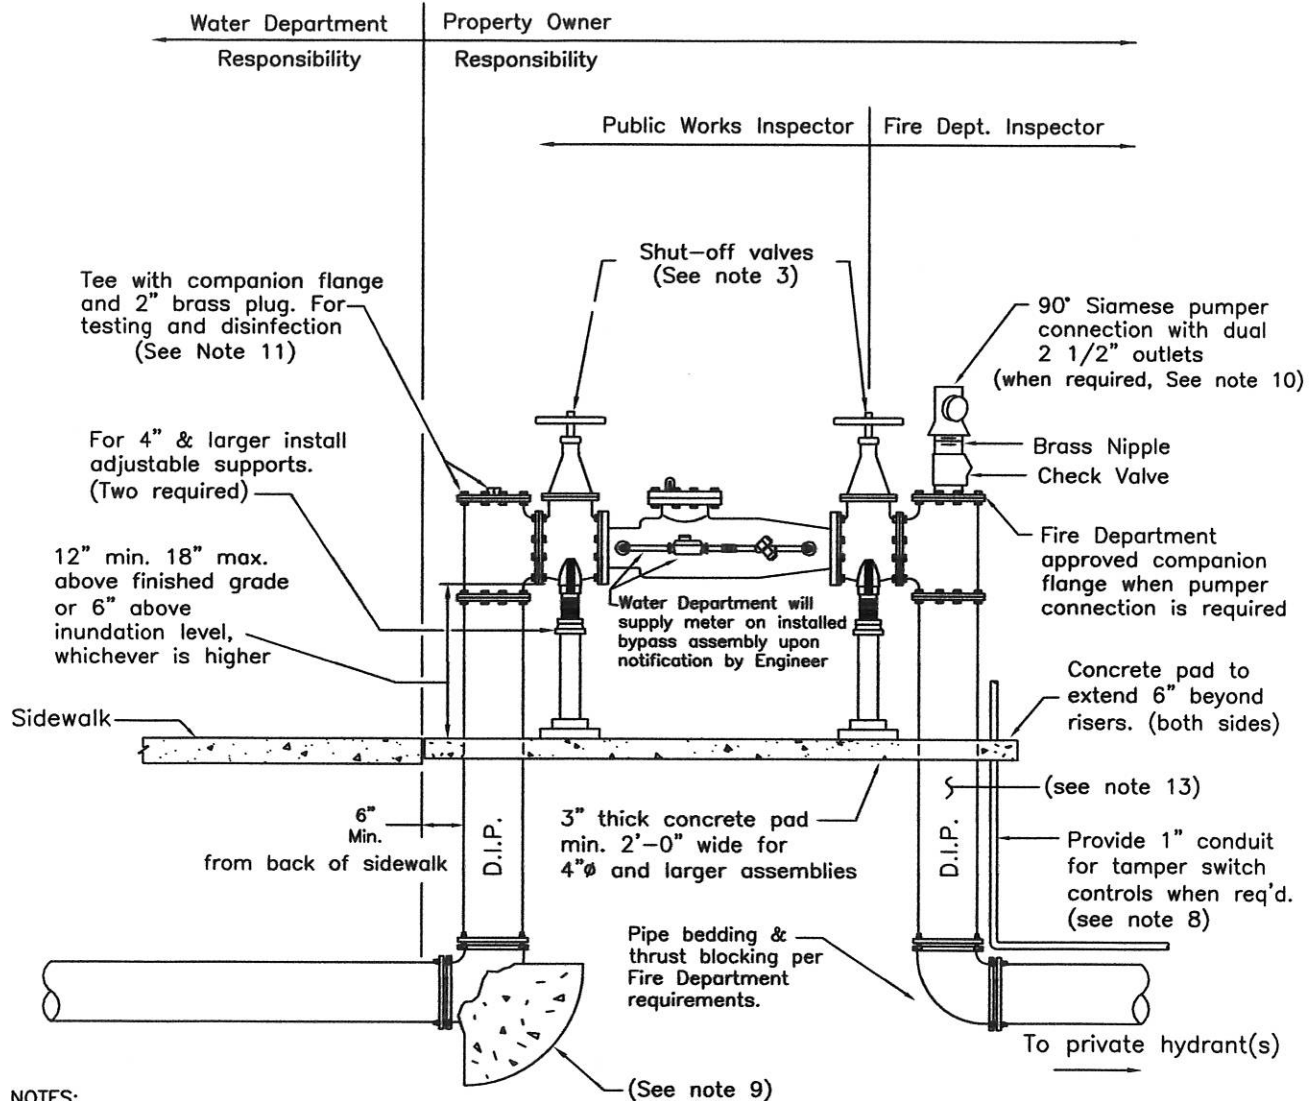 Water Department
Responsibility
Property Owner
Responsibility
Public Works Inspector
Fire Dept. Inspector
Shut-off valves
(See note 3)
Tee with companion flange
and 2" brass plug. For
testing and disinfection
(See Note 11)
90° Siamese pumper
connection with dual
2 1/2" outlets
(when required, See note 10)
For 4" & larger install
adjustable supports.
(Two required)
Brass Nipple
Check Valve
12" min. 18" max.
above finished grade
or 6" above
inundation level,
whichever is higher
Fire Department
approved companion
flange when pumper
connection is required
Water Department will
supply meter on installed
bypass assembly upon
notification by Engineer
Concrete pad to
extend 6" beyond
risers. (both sides)
Sidewalk
6"
Min.
from back of sidewalk
D.I.P.
3" thick concrete pad
min. 2'-0" wide for
4"ø and larger assemblies
D.I.P.
(see note 13)
Provide 1" conduit
for tamper switch
controls when req'd.
(see note 8)
Pipe bedding &
thrust blocking per
Fire Department
requirements.
To private hydrant(s)
(See note 9)
NOTES: